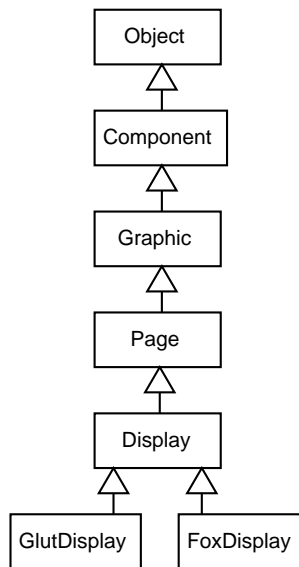 Object
Component
Graphic
Page
Display
GlutDisplay
FoxDisplay